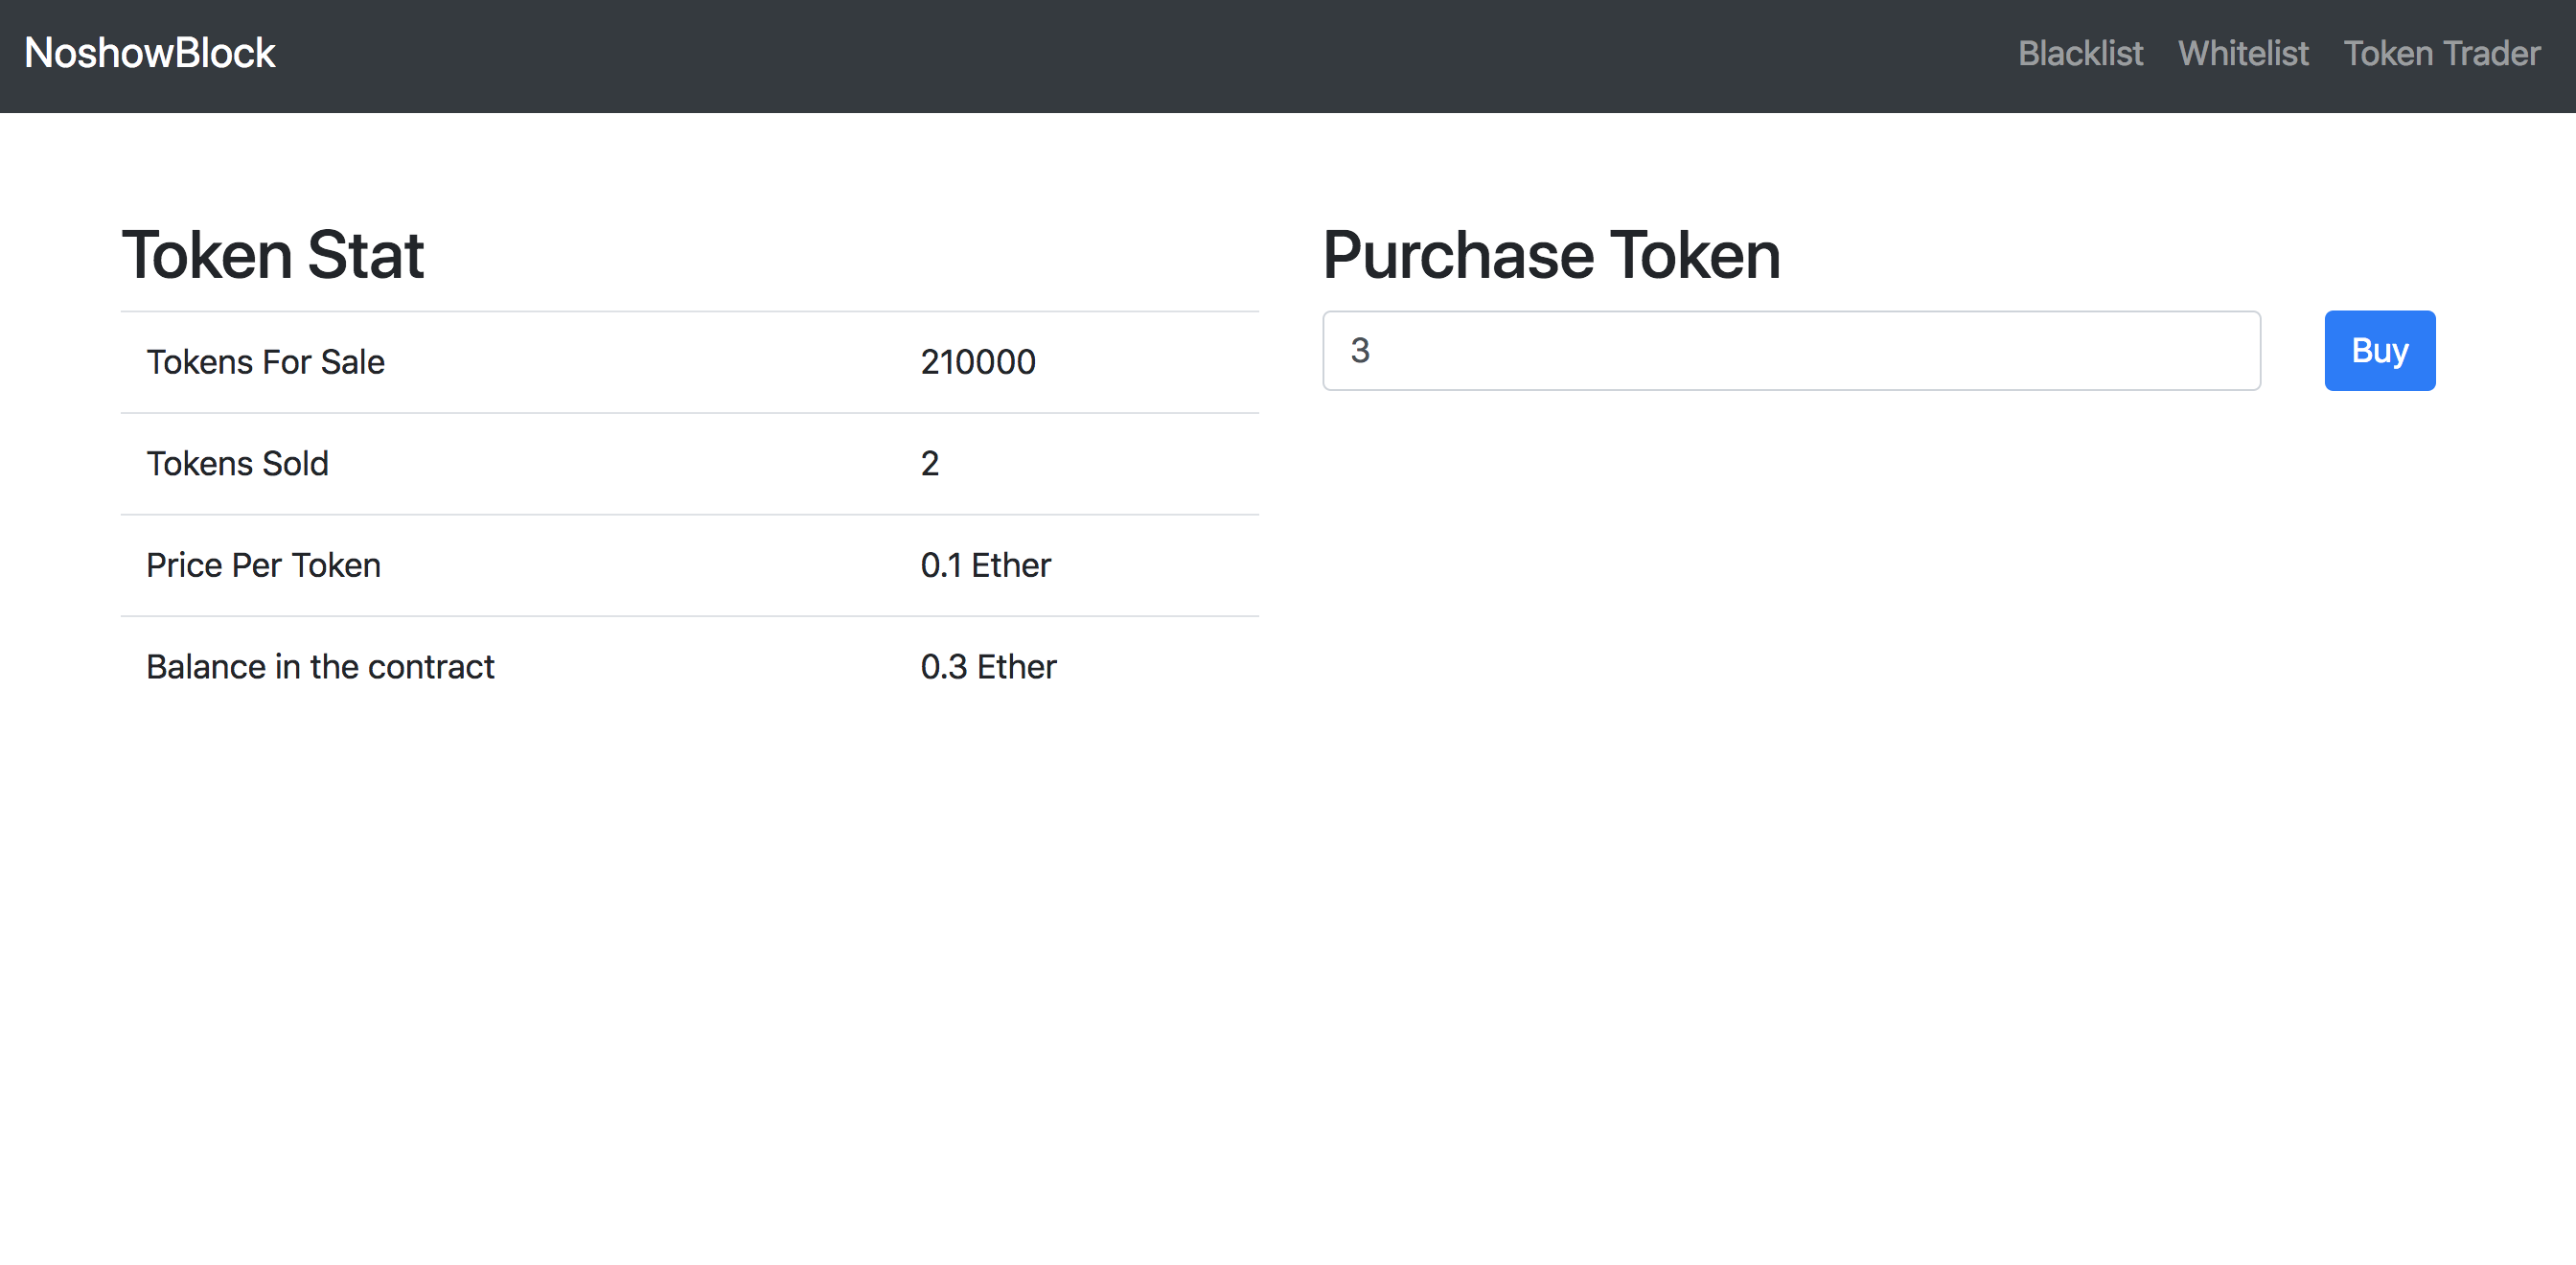 NoshowBlock
Blacklist Whitelist Token Trader
Token Stat
Tokens For Sale 210000
Tokens Sold 2
Price Per Token 0.1 Ether
Balance in the contract 0.3 Ether
Purchase Token
3 Buy